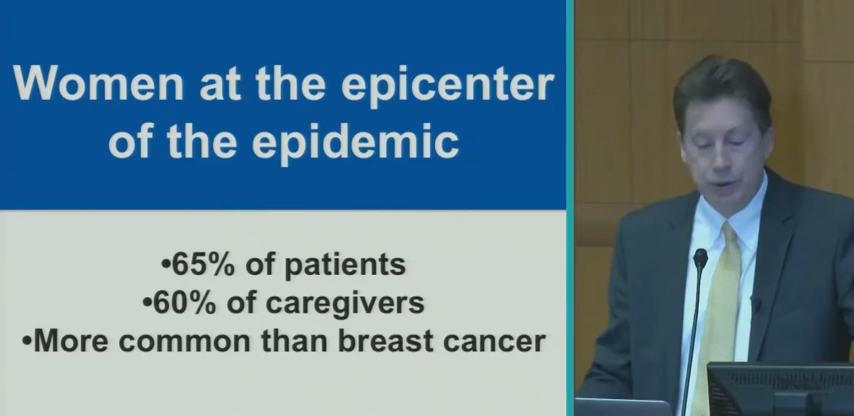 Women at the epicenter
of the epidemic
•65% of patients
•60% of caregivers
•More common than breast cancer